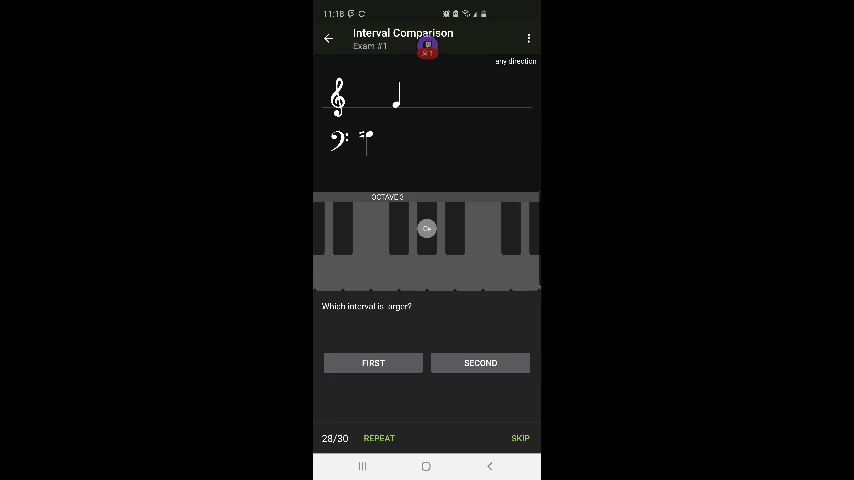 11:18
Interval Comparison
Exam #1
any direction
OCTAVE 3
Which interval is larger?
FIRST
SECOND
28/30
REPEAT
SKIP